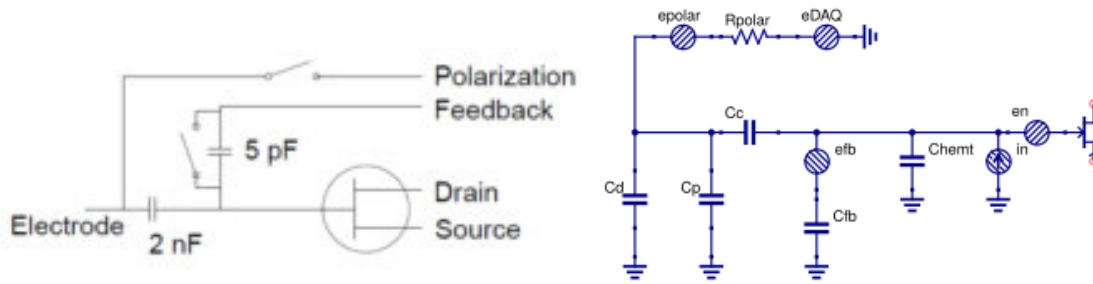 Polarization
Feedback
5 pF
Drain
Electrode
Source
2 nF
epolar
Rpolar
eDAQ
Cc
en
efb
Chemt
in
Cd
Cp
Cfb